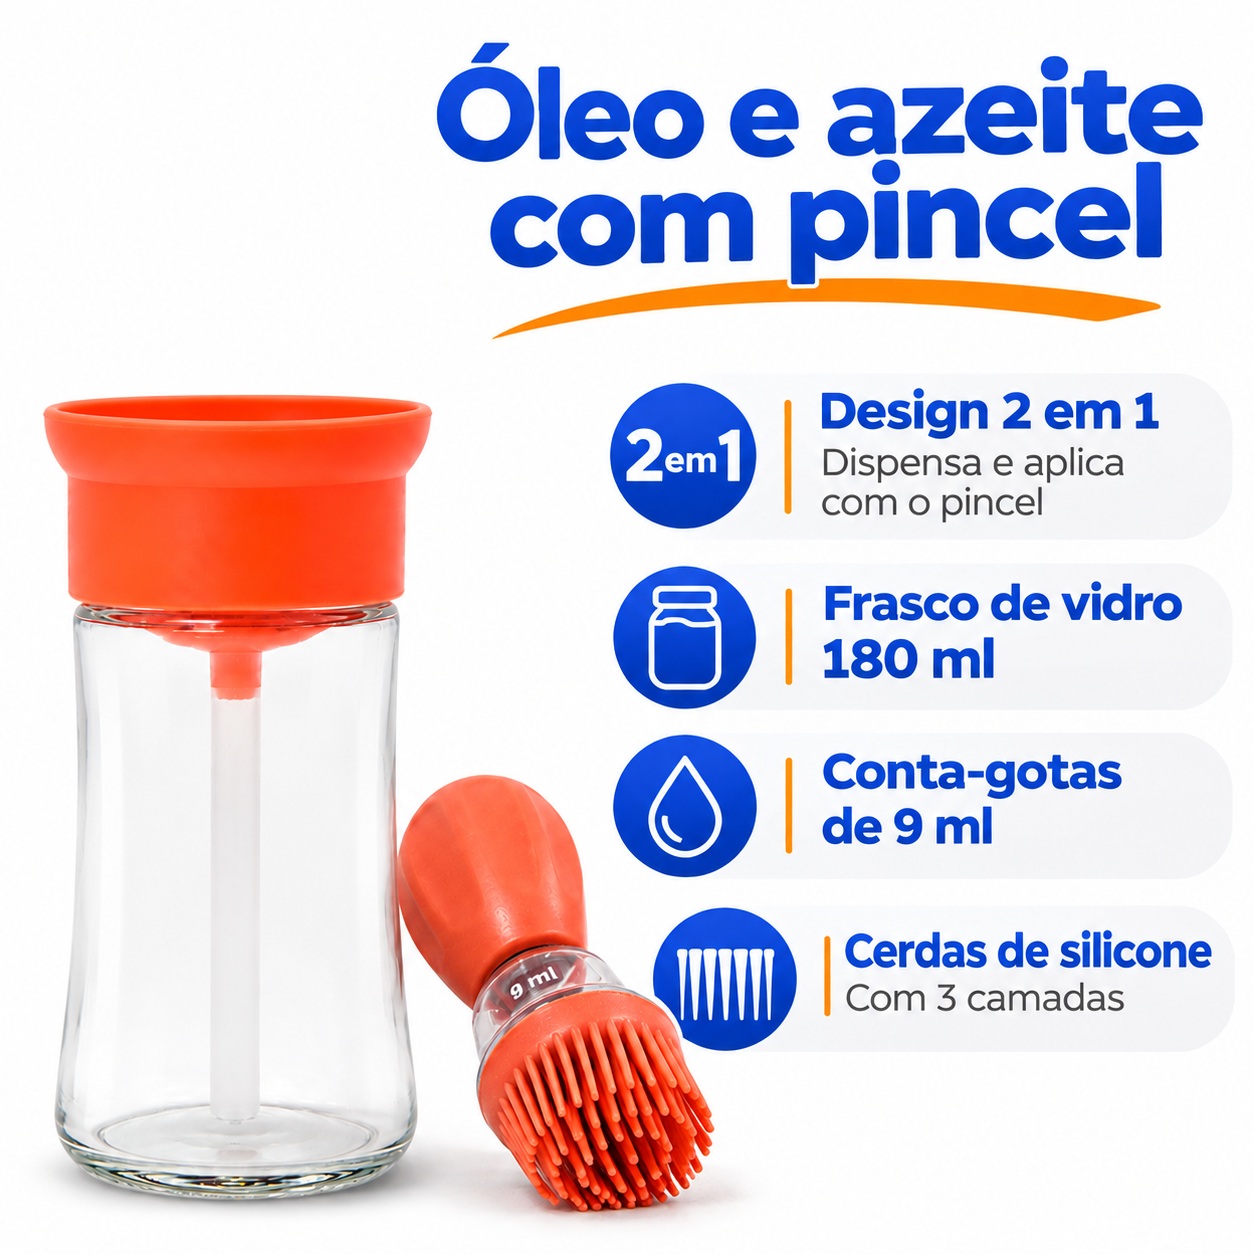 Óleo e azeite
com pincel
2em1
Design 2 em 1
Dispensa e aplica
com o pincel
Frasco de vidro
180 ml
Conta-gotas
de 9 ml
9 ml
Cerdas de silicone
Com 3 camadas